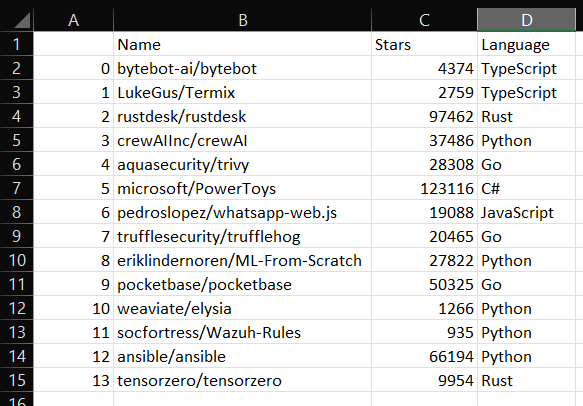 A B C D
1 Name Stars Language
2 0 bytebot-ai/bytebot 4374 TypeScript
3 1 LukeGus/Termix 2759 TypeScript
4 2 rustdesk/rustdesk 97462 Rust
5 3 crewAIInc/crewAI 37486 Python
6 4 aquasecurity/trivy 28308 Go
7 5 microsoft/PowerToys 123116 C#
8 6 pedroslopez/whatsapp-web.js 19088 JavaScript
9 7 trufflesecurity/trufflehog 20465 Go
10 8 eriklindernoren/ML-From-Scratch 27822 Python
11 9 pocketbase/pocketbase 50325 Go
12 10 weaviate/elysia 1266 Python
13 11 socfortress/Wazuh-Rules 935 Python
14 12 ansible/ansible 66194 Python
15 13 tensorzero/tensorzero 9954 Rust
16